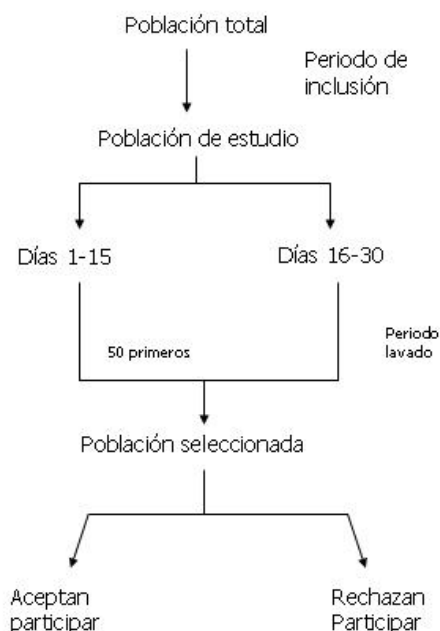 Población total
Periodo de
inclusión
Población de estudio
Días 1-15
Días 16-30
50 primeros
Periodo
lavado
Población seleccionada
Aceptan
participar
Rechazan
Participar